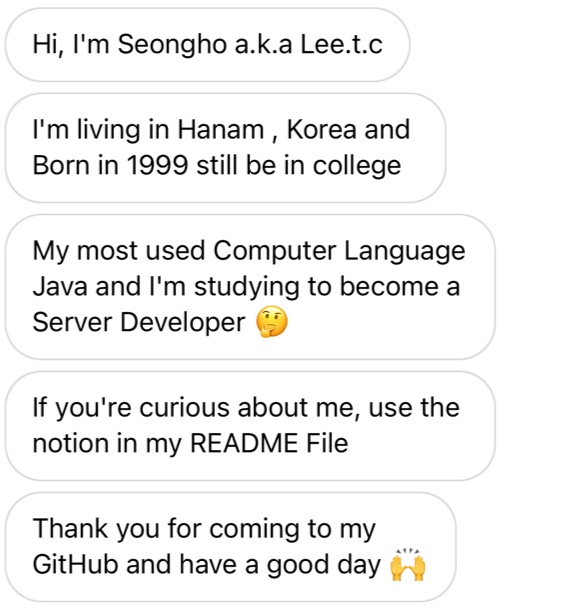 Hi, I'm Seongho a.k.a Lee.t.c
I'm living in Hanam , Korea and
Born in 1999 still be in college
My most used Computer Language
Java and I'm studying to become a
Server Developer 🤔
If you're curious about me, use the
notion in my README File
Thank you for coming to my
GitHub and have a good day 🙌